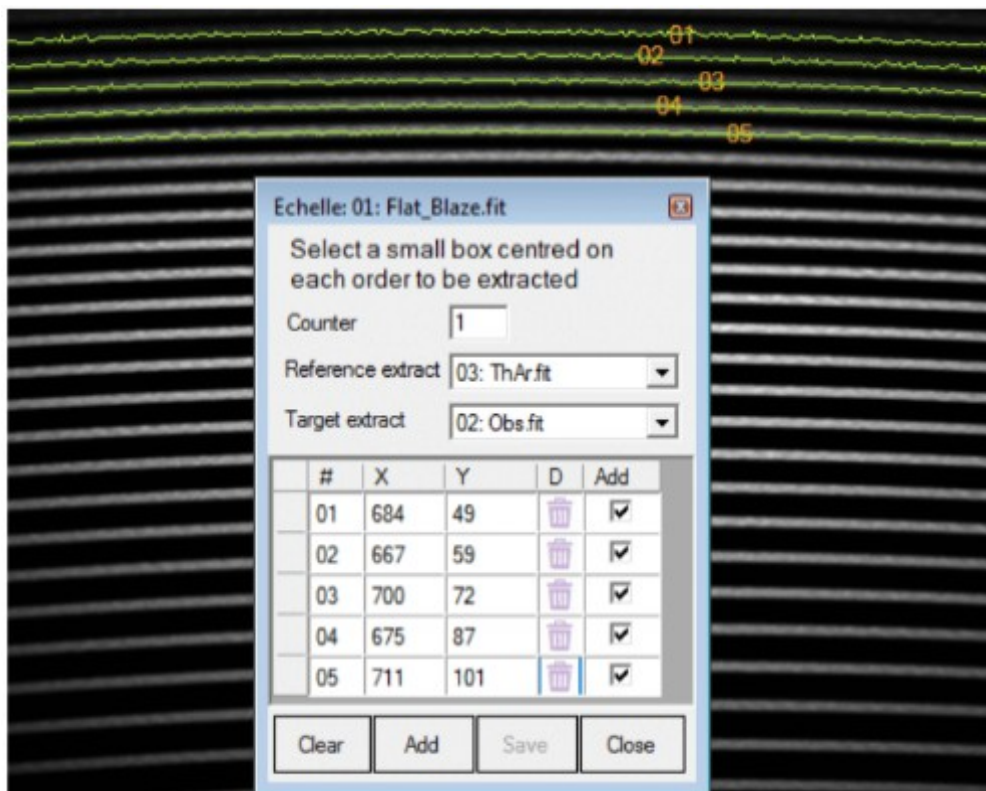 01
02
03
04
05
Echelle: 01: Flat_Blaze.fit
Select a small box centred on
each order to be extracted
Counter 1
Reference extract 03: ThAr.fit
Target extract 02: Obs.fit
# X Y D Add
01 684 49
02 667 59
03 700 72
04 675 87
05 711 101
Clear Add Save Close